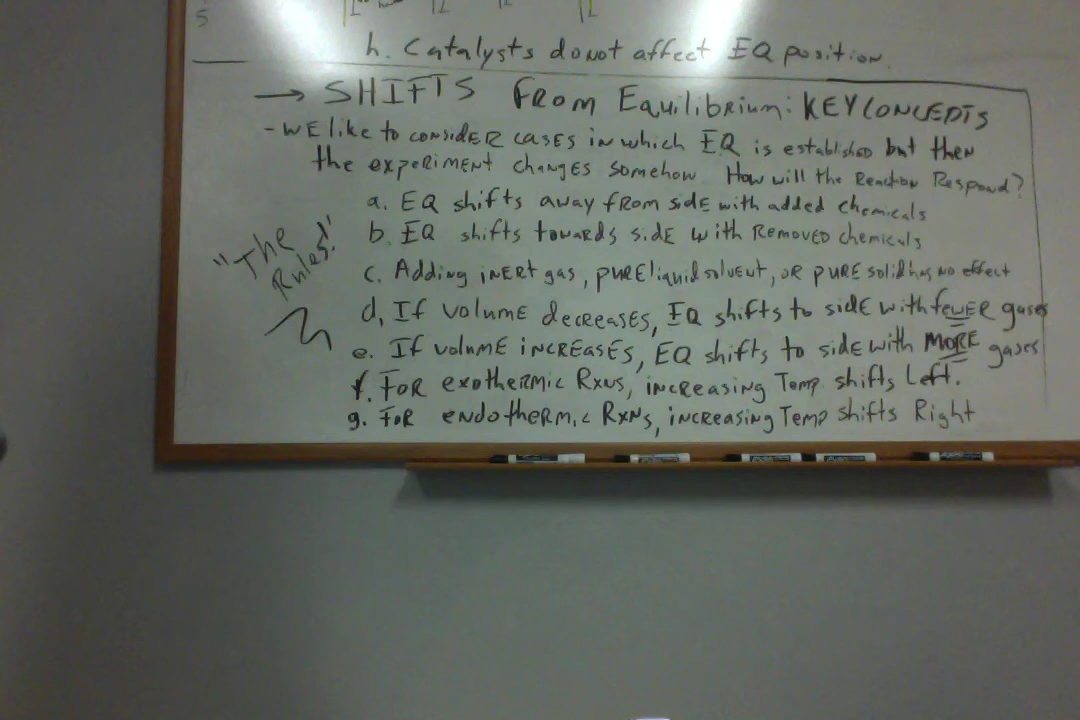 h. Catalysts do not affect EQ position.
→ SHIFTS From Equilibrium: KEY CONCEPTS
- WE like to CONSIDER CASES in which EQ is established but then
the experiment changes somehow How will the Reaction Respond?
a. EQ shifts away from side with added chemicals
b. EQ shifts towards side with REMOVED chemicals
"The Rules!"
c. Adding inert gas, PURE liquid solvent, OR PURE solid has no effect
d. If volume decreases, EQ shifts to side with fewer gases
e. If volume increases, EQ shifts to side with MORE gases
f. For exothermic Rxns, increasing Temp. shifts Left.
g. For endothermic Rxns, increasing Temp shifts Right